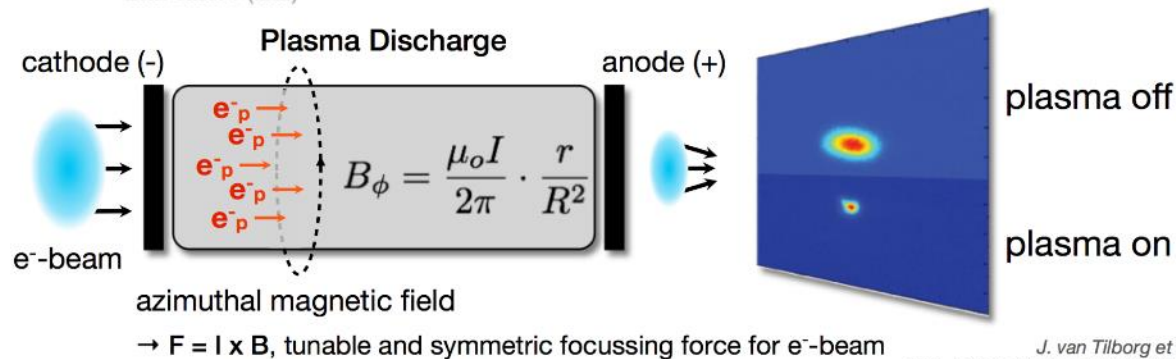 Plasma Discharge
cathode (-)
anode (+)
plasma off
e⁻p
e⁻p
e⁻p
e⁻p
e⁻p
B_ϕ = μ_o I / 2π · r / R²
e⁻-beam
plasma on
azimuthal magnetic field
→ F = I x B, tunable and symmetric focussing force for e⁻-beam
J. van Tilborg et